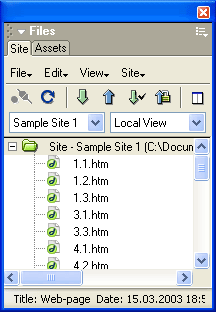 Files
Site Assets
File Edit View Site
Sample Site 1 Local View
Site - Sample Site 1 (C:\Docun
1.1.htm
1.2.htm
1.3.htm
3.1.htm
3.3.htm
4.1.htm
4.2.htm
Title: Web-page Date: 15.03.2003 18:5